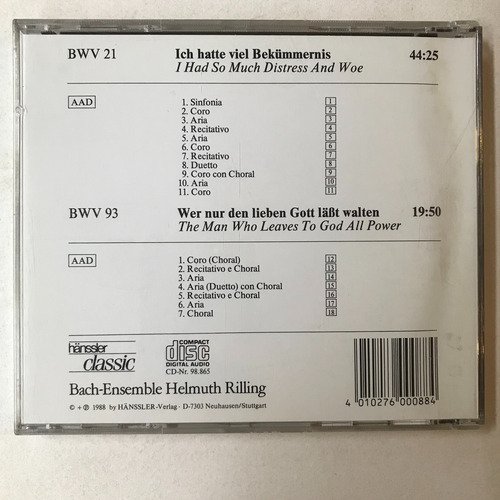 BWV 21 Ich hatte viel Bekümmernis 44:25
I Had So Much Distress And Woe
AAD
1. Sinfonia 1
2. Coro 2
3. Aria 3
4. Recitativo 4
5. Aria 5
6. Coro 6
7. Recitativo 7
8. Duetto 8
9. Coro con Choral 9
10. Aria 10
11. Coro 11
BWV 93 Wer nur den lieben Gott läßt walten 19:50
The Man Who Leaves To God All Power
AAD
1. Coro (Choral) 12
2. Recitativo e Choral 13
3. Aria 14
4. Aria (Duetto) con Choral 15
5. Recitativo e Choral 16
6. Aria 17
7. Choral 18
hänssler
classic
COMPACT
disc
DIGITAL AUDIO
CD-Nr. 98.865
Bach-Ensemble Helmuth Rilling
© + ℗ 1988 by HÄNSSLER-Verlag · D-7303 Neuhausen/Stuttgart
4 010276 000884